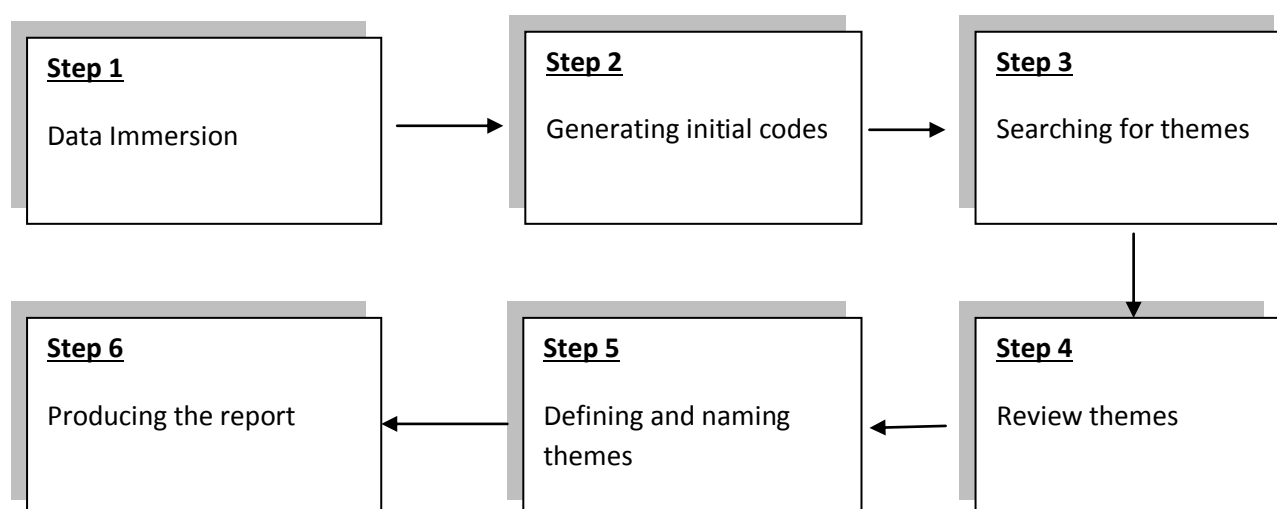 Step 1
Data Immersion
Step 2
Generating initial codes
Step 3
Searching for themes
Step 4
Review themes
Step 5
Defining and naming
themes
Step 6
Producing the report